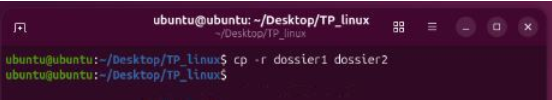 ubuntu@ubuntu: ~/Desktop/TP_linux
~/Desktop/TP_linux
ubuntu@ubuntu:~/Desktop/TP_linux$ cp -r dossier1 dossier2
ubuntu@ubuntu:~/Desktop/TP_linux$